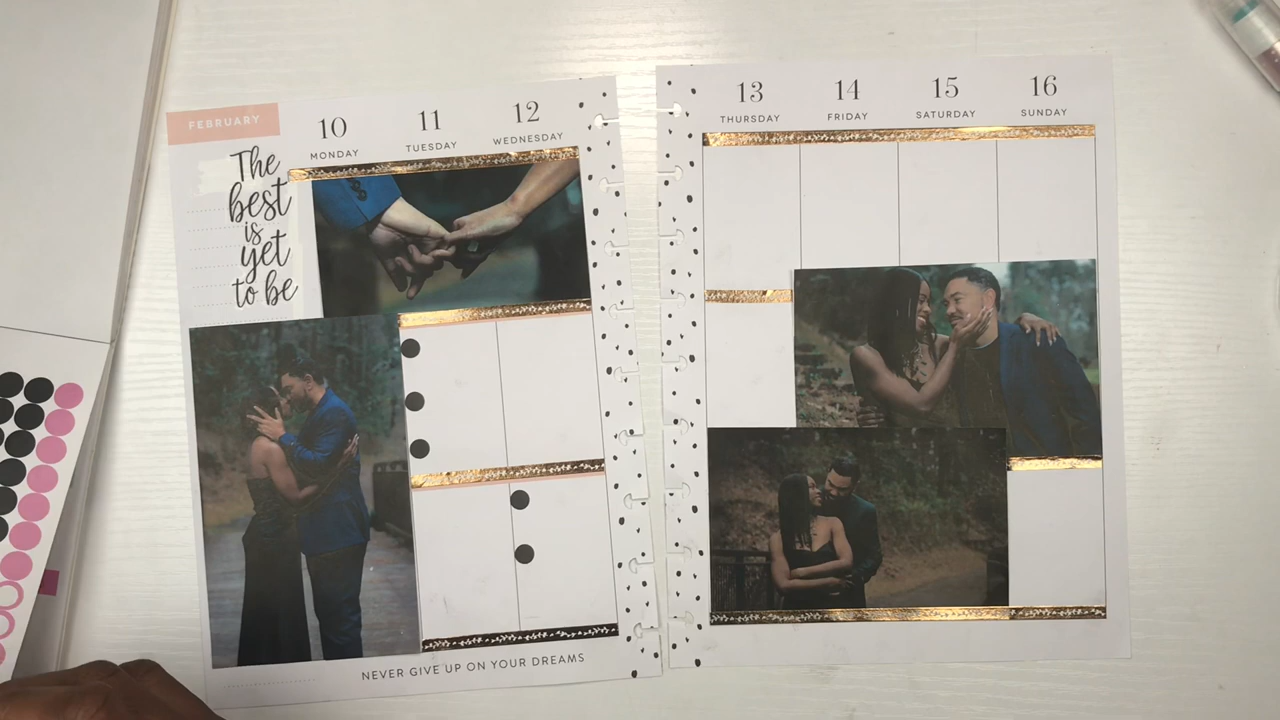 FEBRUARY
10
MONDAY
11
TUESDAY
12
WEDNESDAY
The
best
is
yet
to be
NEVER GIVE UP ON YOUR DREAMS
13
THURSDAY
14
FRIDAY
15
SATURDAY
16
SUNDAY